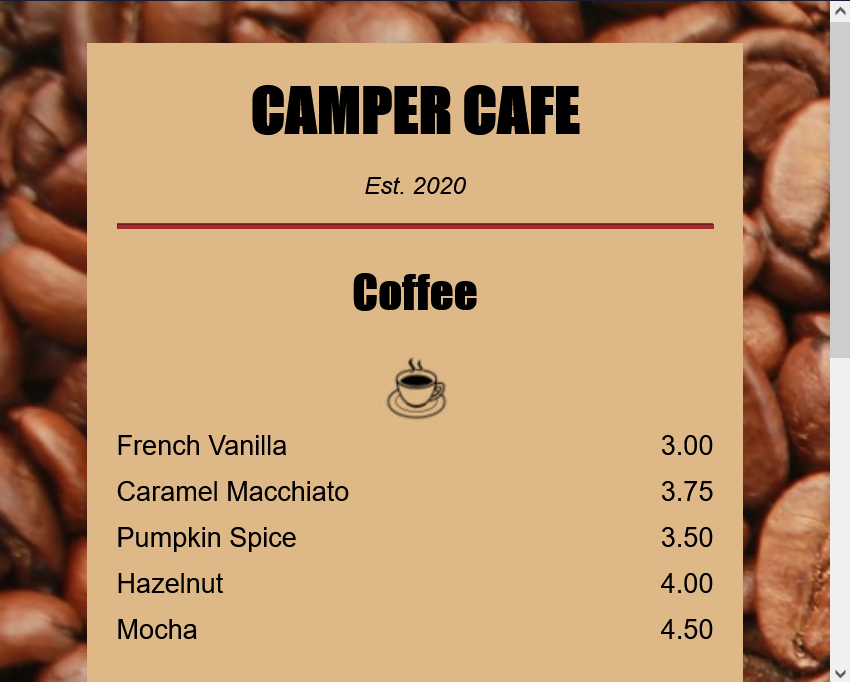 CAMPER CAFE
Est. 2020
Coffee
French Vanilla 3.00
Caramel Macchiato 3.75
Pumpkin Spice 3.50
Hazelnut 4.00
Mocha 4.50